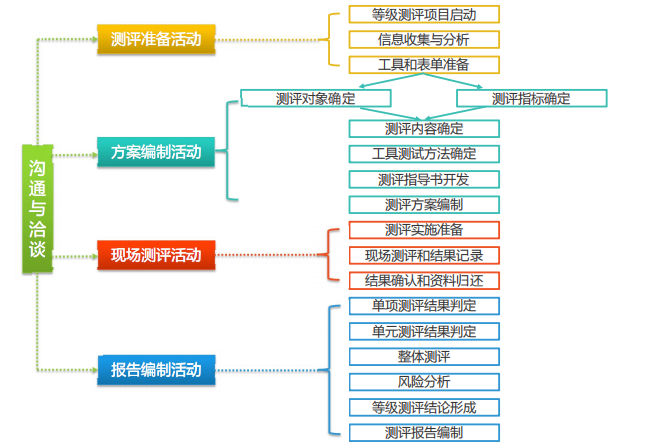 沟通与洽谈
测评准备活动
等级测评项目启动
信息收集与分析
工具和表单准备
方案编制活动
测评对象确定
测评指标确定
测评内容确定
工具测试方法确定
测评指导书开发
测评方案编制
现场测评活动
测评实施准备
现场测评和结果记录
结果确认和资料归还
报告编制活动
单项测评结果判定
单元测评结果判定
整体测评
风险分析
等级测评结论形成
测评报告编制